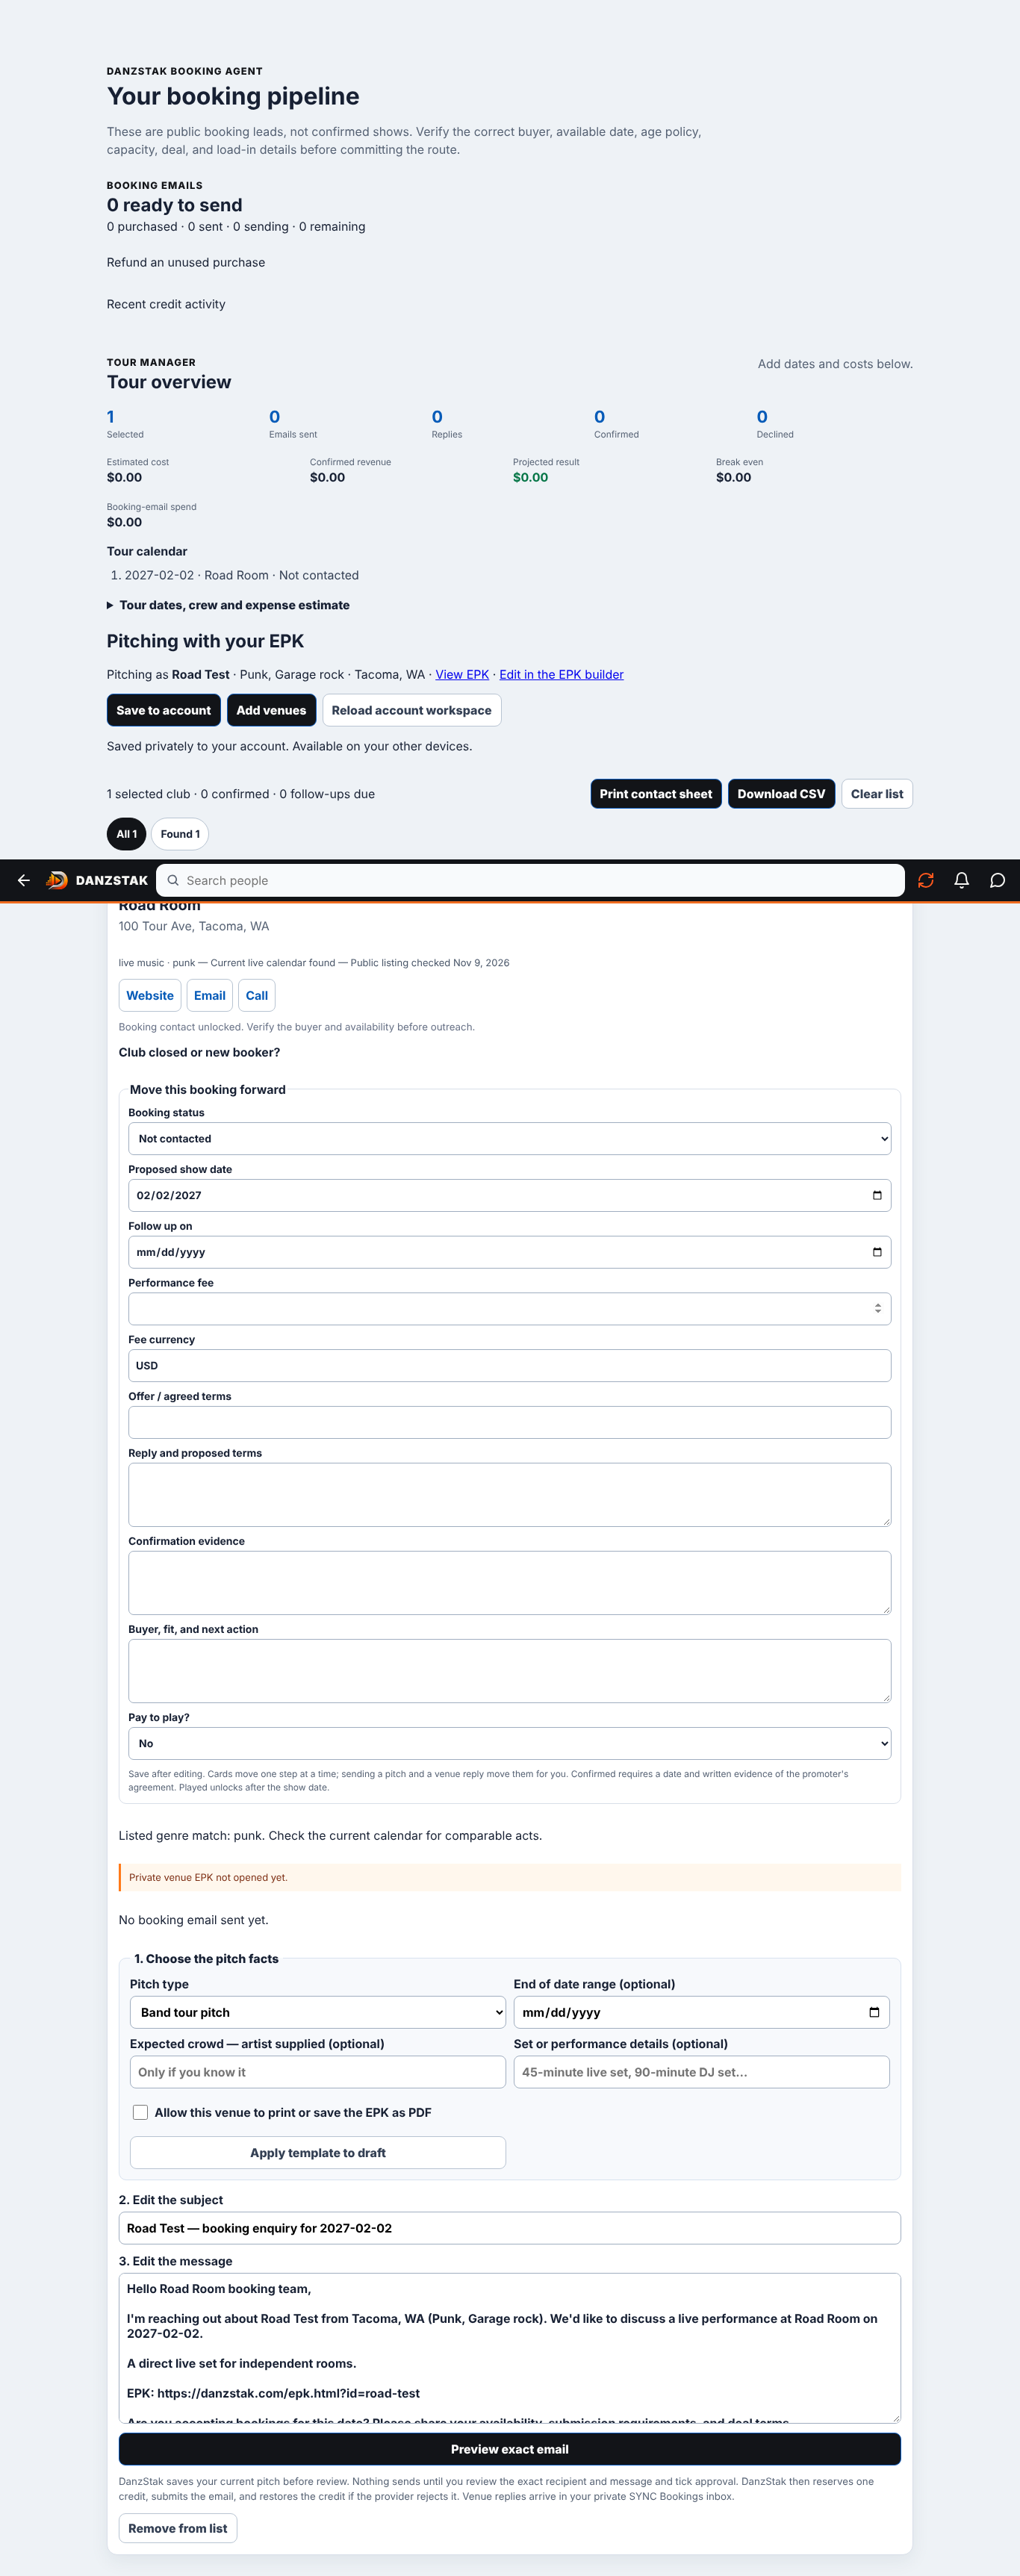 DANZSTAK BOOKING AGENT
Your booking pipeline
These are public booking leads, not confirmed shows. Verify the correct buyer, available date, age policy,
capacity, deal, and load-in details before committing the route.
BOOKING EMAILS
0 ready to send
0 purchased · 0 sent · 0 sending · 0 remaining
Refund an unused purchase
Recent credit activity
TOUR MANAGER
Tour overview
Add dates and costs below.
1
Selected
0
Emails sent
0
Replies
0
Confirmed
0
Declined
Estimated cost
$0.00
Confirmed revenue
$0.00
Projected result
$0.00
Break even
$0.00
Booking-email spend
$0.00
Tour calendar
1. 2027-02-02 · Road Room · Not contacted
Tour dates, crew and expense estimate
Pitching with your EPK
Pitching as Road Test · Punk, Garage rock · Tacoma, WA · View EPK · Edit in the EPK builder
Save to account
Add venues
Reload account workspace
Saved privately to your account. Available on your other devices.
1 selected club · 0 confirmed · 0 follow-ups due
Print contact sheet
Download CSV
Clear list
All 1
Found 1
DANZSTAK
Search people
Road Room
100 Tour Ave, Tacoma, WA
live music · punk — Current live calendar found — Public listing checked Nov 9, 2026
Website
Email
Call
Booking contact unlocked. Verify the buyer and availability before outreach.
Club closed or new booker?
Move this booking forward
Booking status
Not contacted
Proposed show date
02/02/2027
Follow up on
mm/dd/yyyy
Performance fee
Fee currency
USD
Offer / agreed terms
Reply and proposed terms
Confirmation evidence
Buyer, fit, and next action
Pay to play?
No
Save after editing. Cards move one step at a time; sending a pitch and a venue reply move them for you. Confirmed requires a date and written evidence of the promoter's
agreement. Played unlocks after the show date.
Listed genre match: punk. Check the current calendar for comparable acts.
Private venue EPK not opened yet.
No booking email sent yet.
1. Choose the pitch facts
Pitch type
Band tour pitch
End of date range (optional)
mm/dd/yyyy
Expected crowd — artist supplied (optional)
Only if you know it
Set or performance details (optional)
45-minute live set, 90-minute DJ set...
Allow this venue to print or save the EPK as PDF
Apply template to draft
2. Edit the subject
Road Test — booking enquiry for 2027-02-02
3. Edit the message
Hello Road Room booking team,
I'm reaching out about Road Test from Tacoma, WA (Punk, Garage rock). We'd like to discuss a live performance at Road Room on
2027-02-02.
A direct live set for independent rooms.
EPK: https://danzstak.com/epk.html?id=road-test
Are you accepting bookings for this date? Please share your availability, submission requirements, and deal terms.
Preview exact email
DanzStak saves your current pitch before review. Nothing sends until you review the exact recipient and message and tick approval. DanzStak then reserves one
credit, submits the email, and restores the credit if the provider rejects it. Venue replies arrive in your private SYNC Bookings inbox.
Remove from list